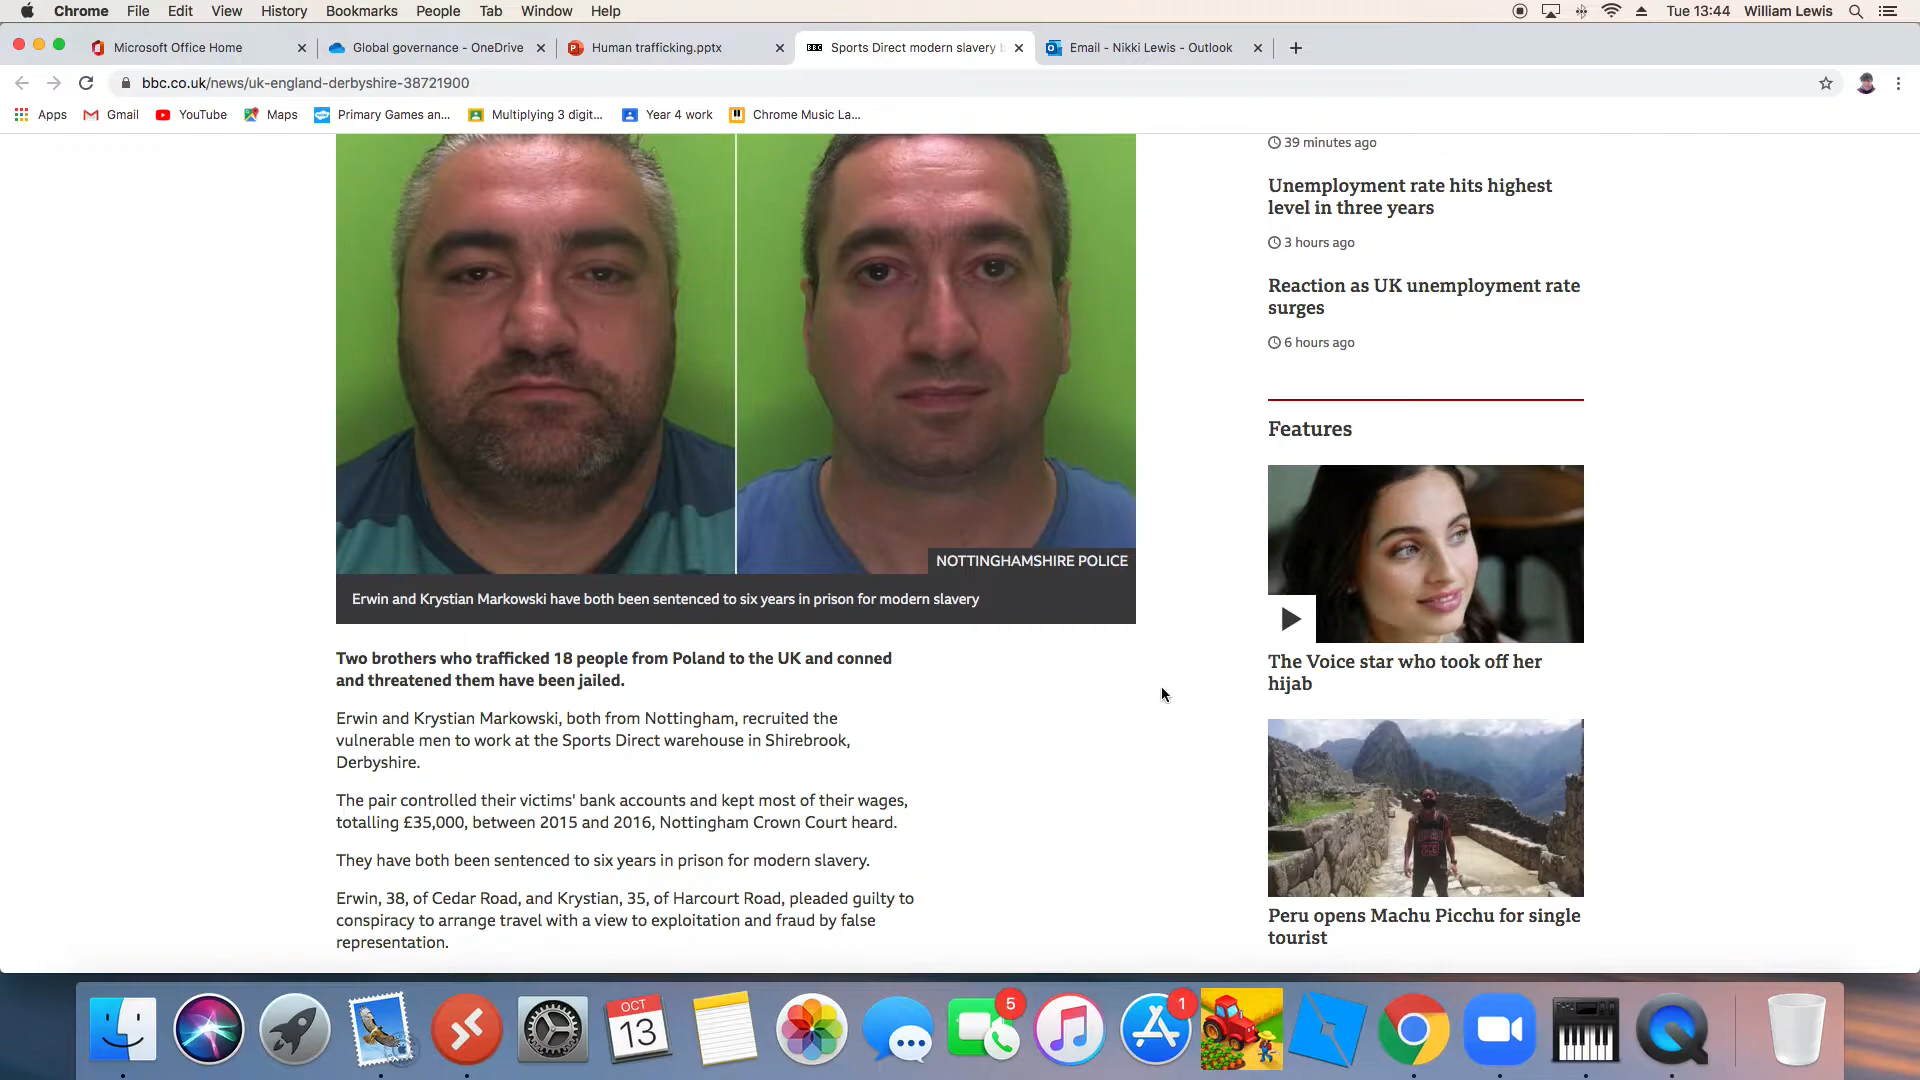 Chrome File Edit View History Bookmarks People Tab Window Help Tue 13:44 William Lewis
Microsoft Office Home Global governance - OneDrive Human trafficking.pptx Sports Direct modern slavery Email - Nikki Lewis - Outlook
bbc.co.uk/news/uk-england-derbyshire-38721900
Apps Gmail YouTube Maps Primary Games an... Multiplying 3 digit... Year 4 work Chrome Music La...
NOTTINGHAMSHIRE POLICE
Erwin and Krystian Markowski have both been sentenced to six years in prison for modern slavery
Two brothers who trafficked 18 people from Poland to the UK and conned
and threatened them have been jailed.
Erwin and Krystian Markowski, both from Nottingham, recruited the
vulnerable men to work at the Sports Direct warehouse in Shirebrook,
Derbyshire.
The pair controlled their victims' bank accounts and kept most of their wages,
totalling £35,000, between 2015 and 2016, Nottingham Crown Court heard.
They have both been sentenced to six years in prison for modern slavery.
Erwin, 38, of Cedar Road, and Krystian, 35, of Harcourt Road, pleaded guilty to
conspiracy to arrange travel with a view to exploitation and fraud by false
representation.
39 minutes ago
Unemployment rate hits highest
level in three years
3 hours ago
Reaction as UK unemployment rate
surges
6 hours ago
Features
The Voice star who took off her
hijab
Peru opens Machu Picchu for single
tourist
OCT
13
5
1